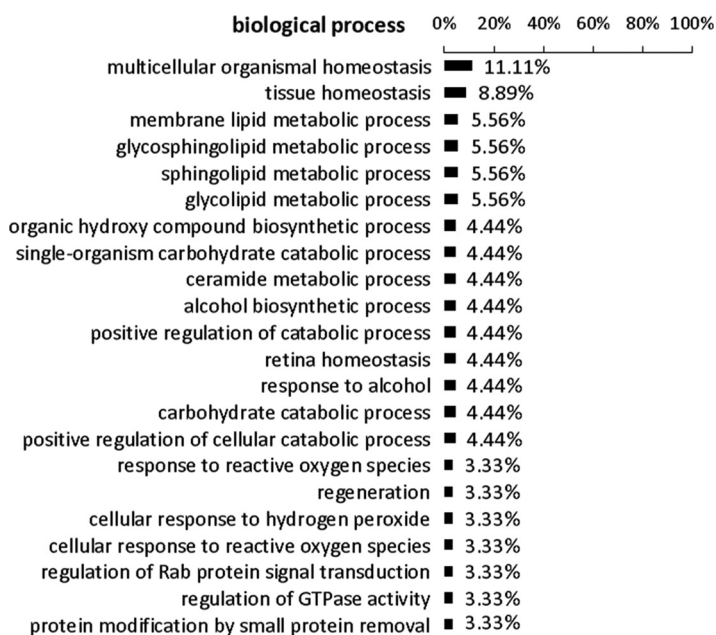 biological process 0% 20% 40% 60% 80% 100%
multicellular organismal homeostasis 11.11%
tissue homeostasis 8.89%
membrane lipid metabolic process 5.56%
glycosphingolipid metabolic process 5.56%
sphingolipid metabolic process 5.56%
glycolipid metabolic process 5.56%
organic hydroxy compound biosynthetic process 4.44%
single-organism carbohydrate catabolic process 4.44%
ceramide metabolic process 4.44%
alcohol biosynthetic process 4.44%
positive regulation of catabolic process 4.44%
retina homeostasis 4.44%
response to alcohol 4.44%
carbohydrate catabolic process 4.44%
positive regulation of cellular catabolic process 4.44%
response to reactive oxygen species 3.33%
regeneration 3.33%
cellular response to hydrogen peroxide 3.33%
cellular response to reactive oxygen species 3.33%
regulation of Rab protein signal transduction 3.33%
regulation of GTPase activity 3.33%
protein modification by small protein removal 3.33%